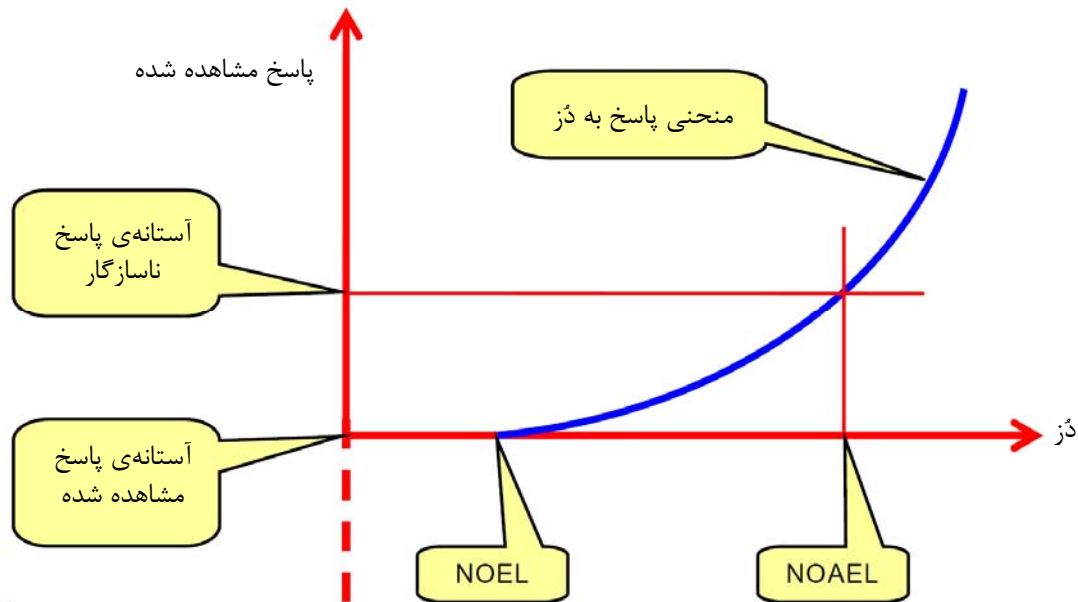 پاسخ مشاهده شده
منحنی پاسخ به دُز
آستانه‌ی پاسخ
ناسازگار
آستانه‌ی پاسخ
مشاهده شده
دُز
NOEL
NOAEL